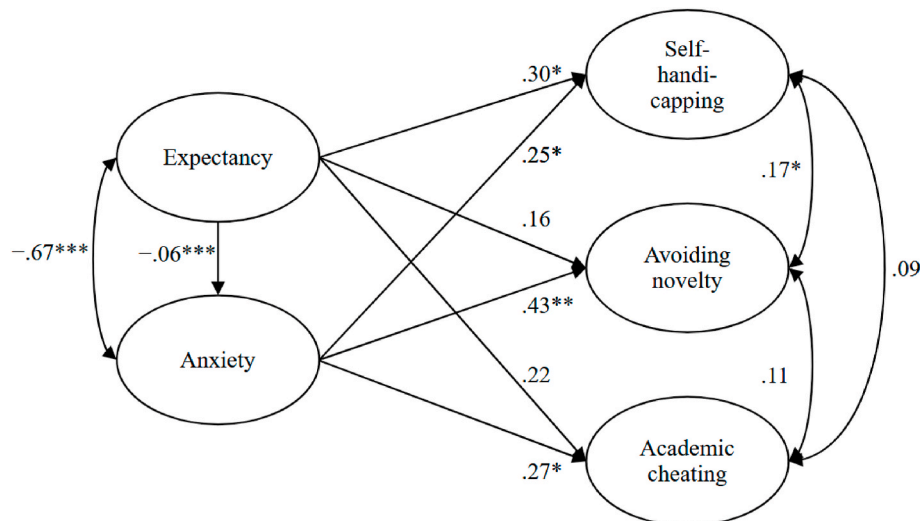 Self-
handi-
capping
.30*
Expectancy
.25*
.17*
.16
−.67***
−.06***
Avoiding
novelty
.09
.43**
Anxiety
.22
.11
Academic
cheating
.27*